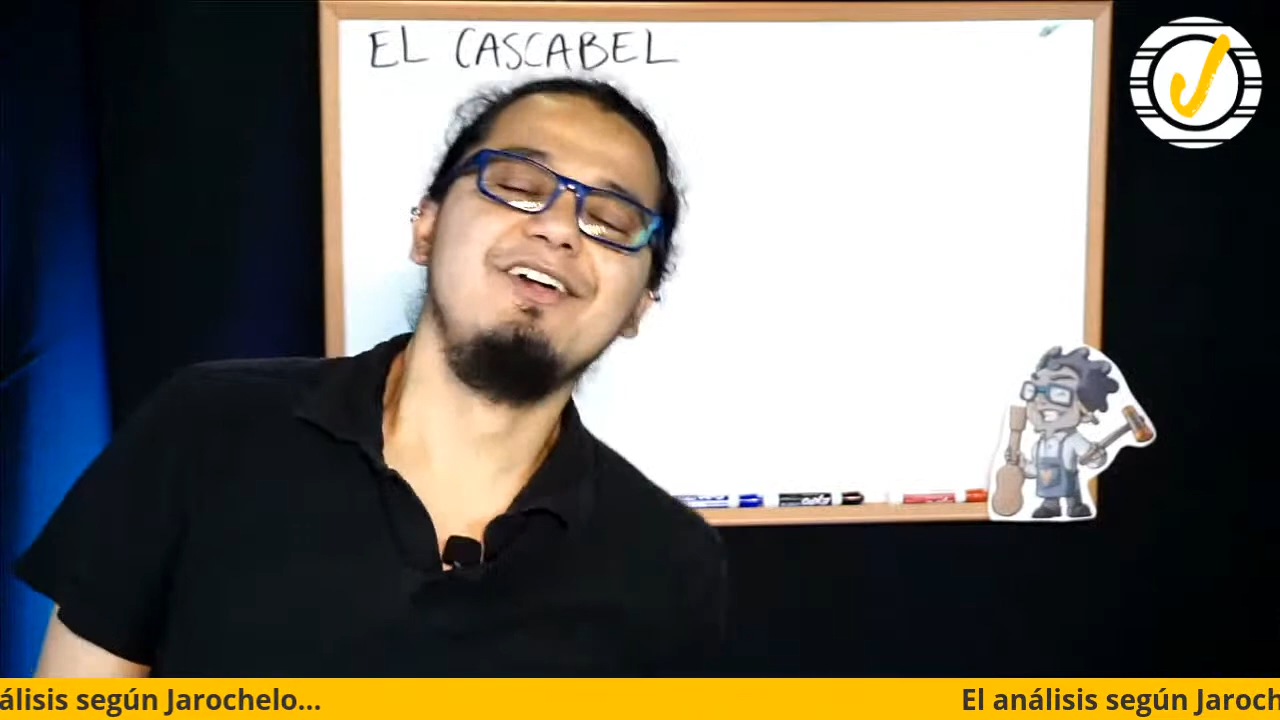 EL CASCABEL
álisis según Jarochelo...
El análisis según Jaroch